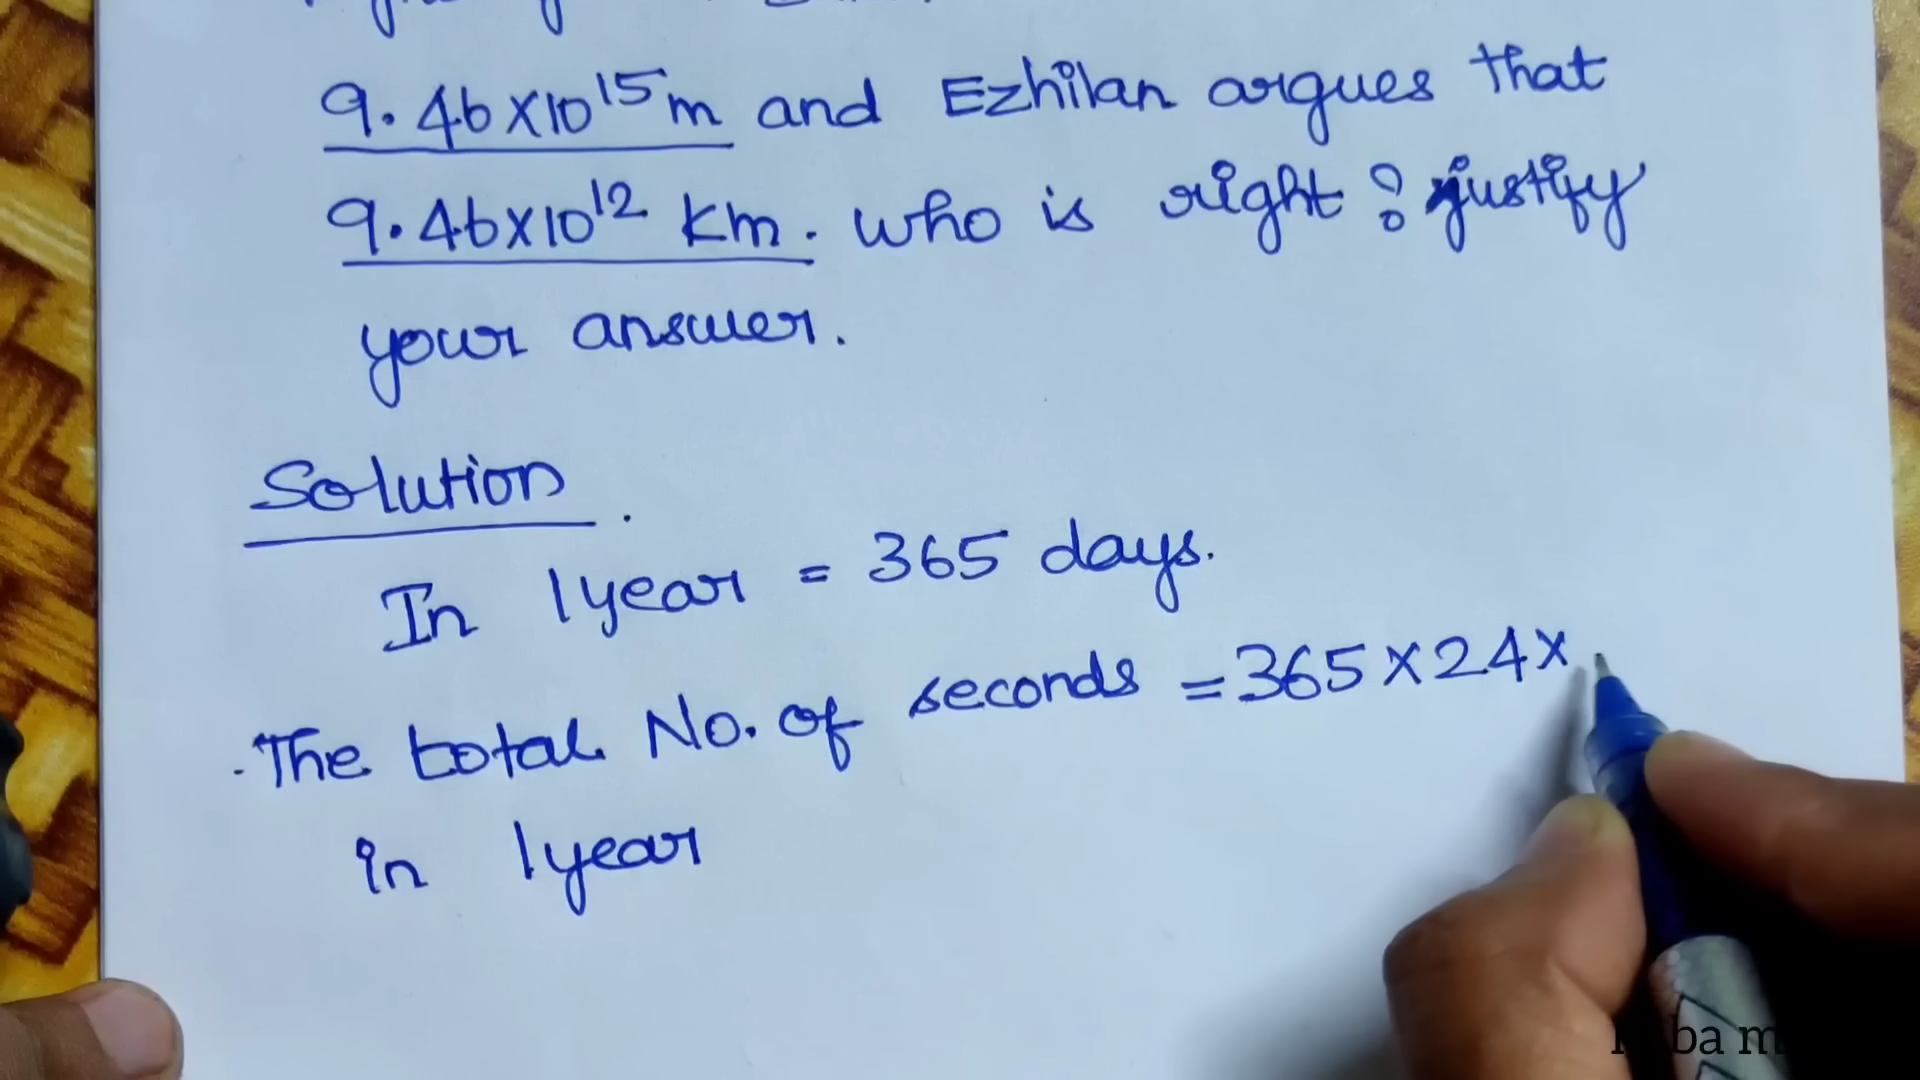 9.46×10¹⁵m and Ezhilan argues that
9.46×10¹² km. who is right ? justify
your answer.
Solution
In 1year = 365 days.
The total No. of seconds = 365×24×
in 1year